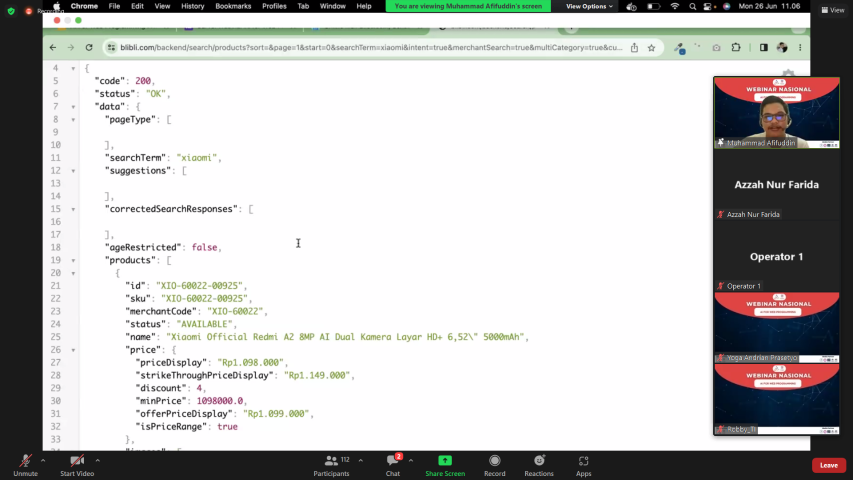 Chrome File Edit View History Bookmarks Profiles Tab Window Help
You are viewing Muhammad Afifuddin's screen
View Options
Mon 26 Jun 11.06
View
Recording
blibli.com/backend/search/products?sort=&page=1&start=0&searchTerm=xiaomi&intent=true&merchantSearch=true&multiCategory=true&cu...
4 {
5 "code": 200,
6 "status": "OK",
7 "data": {
8 "pageType": [
9
10 ],
11 "searchTerm": "xiaomi",
12 "suggestions": [
13
14 ],
15 "correctedSearchResponses": [
16
17 ],
18 "ageRestricted": false,
19 "products": [
20 {
21 "id": "XIO-60022-00925",
22 "sku": "XIO-60022-00925",
23 "merchantCode": "XIO-60022",
24 "status": "AVAILABLE",
25 "name": "Xiaomi Official Redmi A2 8MP AI Dual Kamera Layar HD+ 6,52\" 5000mAh",
26 "price": {
27 "priceDisplay": "Rp1.098.000",
28 "strikeThroughPriceDisplay": "Rp1.149.000",
29 "discount": 4,
30 "minPrice": 1098000.0,
31 "offerPriceDisplay": "Rp1.099.000",
32 "isPriceRange": true
33 },
WEBINAR NASIONAL
Muhammad Afifuddin
Azzah Nur Farida
Azzah Nur Farida
Operator 1
Operator 1
WEBINAR NASIONAL
Yoga Andrian Prasetyo
WEBINAR NASIONAL
Robby_TI
Unmute
Start Video
Participants
112
Chat
2
Share Screen
Record
Reactions
Apps
Leave